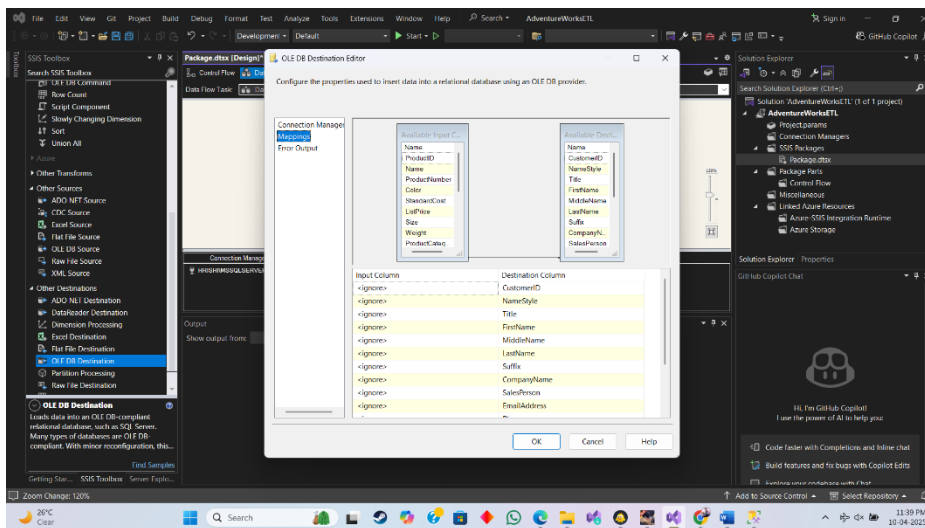 File Edit View Git Project Build Debug Format Test Analyze Tools Extensions Window Help Search AdventureWorksETL Sign in
Development Default Start GitHub Copilot
SSIS Toolbox
Search SSIS Toolbox
OLE DB Command
Row Count
Script Component
Slowly Changing Dimension
Sort
Union All
Azure
Other Transforms
Other Sources
ADO NET Source
CDC Source
Excel Source
Flat File Source
OLE DB Source
Raw File Source
XML Source
Other Destinations
ADO NET Destination
DataReader Destination
Dimension Processing
Excel Destination
Flat File Destination
OLE DB Destination
Partition Processing
Raw File Destination
OLE DB Destination
Loads data into an OLE DB-compliant
relational database, such as SQL Server.
Many types of databases are OLE DB-
compliant. With minor reconfiguration, this...
Find Samples
Getting Star... SSIS Toolbox Server Explo...
Package.dtsx [Design]*
Control Flow Da
Data Flow Task: Da
Connection Manage
HRISHI\MSSQLSERVER
Output
Show output from:
OLE DB Destination Editor
Configure the properties used to insert data into a relational database using an OLE DB provider.
Connection Manager
Mappings
Error Output
Available Input C...
Name
ProductID
Name
ProductNumber
Color
StandardCost
ListPrice
Size
Weight
ProductCateg...
Available Dest...
Name
CustomerID
NameStyle
Title
FirstName
MiddleName
LastName
Suffix
CompanyN...
SalesPerson
Input Column Destination Column
<ignore> CustomerID
<ignore> NameStyle
<ignore> Title
<ignore> FirstName
<ignore> MiddleName
<ignore> LastName
<ignore> Suffix
<ignore> CompanyName
<ignore> SalesPerson
<ignore> EmailAddress
OK Cancel Help
Solution Explorer
Search Solution Explorer (Ctrl+;)
Solution 'AdventureWorksETL' (1 of 1 project)
AdventureWorksETL
Project.params
Connection Managers
SSIS Packages
Package.dtsx
Package Parts
Control Flow
Miscellaneous
Linked Azure Resources
Azure-SSIS Integration Runtime
Azure Storage
Solution Explorer Properties
GitHub Copilot Chat
Hi, I'm GitHub Copilot!
I use the power of AI to help you:
Code faster with Completions and Inline chat
Build features and fix bugs with Copilot Edits
Explore your codebase with Chat
Zoom Change: 120% Add to Source Control Select Repository
26°C
Clear
Search
11:39 PM
10-04-2025